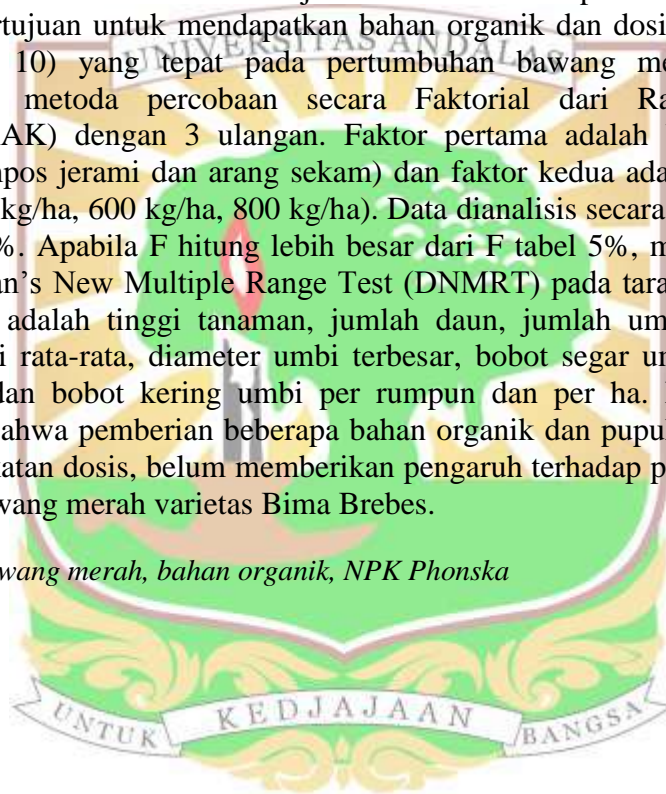 rtujuan untuk mendapatkan bahan organik dan dosi
UNIVERSITAS ANDALAS
10) yang tepat pada pertumbuhan bawang me
metoda percobaan secara Faktorial dari Ra
AK) dengan 3 ulangan. Faktor pertama adalah
npos jerami dan arang sekam) dan faktor kedua ada
kg/ha, 600 kg/ha, 800 kg/ha). Data dianalisis secara
%. Apabila F hitung lebih besar dari F tabel 5%, m
an’s New Multiple Range Test (DNMRT) pada tara
adalah tinggi tanaman, jumlah daun, jumlah um
i rata-rata, diameter umbi terbesar, bobot segar u
dan bobot kering umbi per rumpun dan per ha.
ahwa pemberian beberapa bahan organik dan pupu
katan dosis, belum memberikan pengaruh terhadap p
wang merah varietas Bima Brebes.
wang merah, bahan organik, NPK Phonska
UNTUK KEDJAJAAN BANGSA